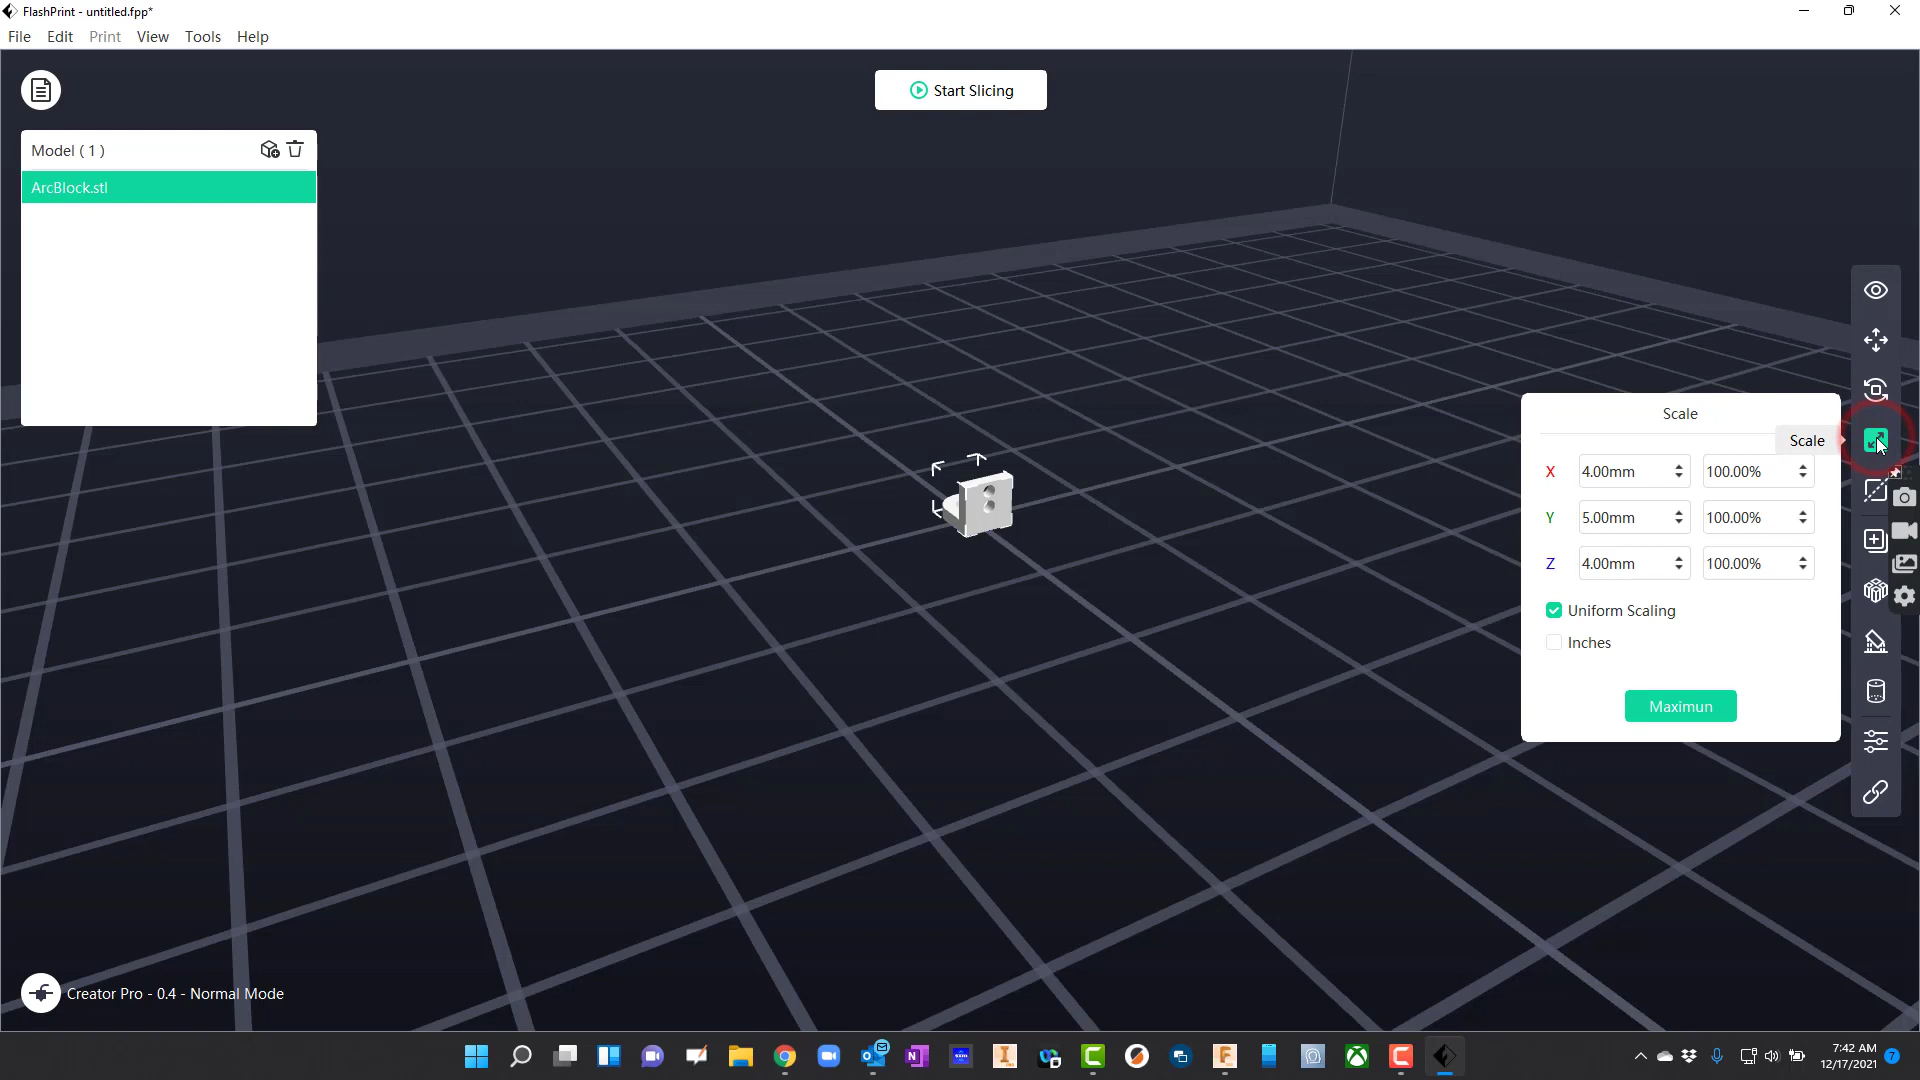 FlashPrint - untitled.fpp*
File Edit Print View Tools Help
Start Slicing
Model ( 1 )
ArcBlock.stl
Scale
Scale
X 4.00mm 100.00%
Y 5.00mm 100.00%
Z 4.00mm 100.00%
Uniform Scaling
Inches
Maximun
Creator Pro - 0.4 - Normal Mode
7:42 AM
12/17/2021
7